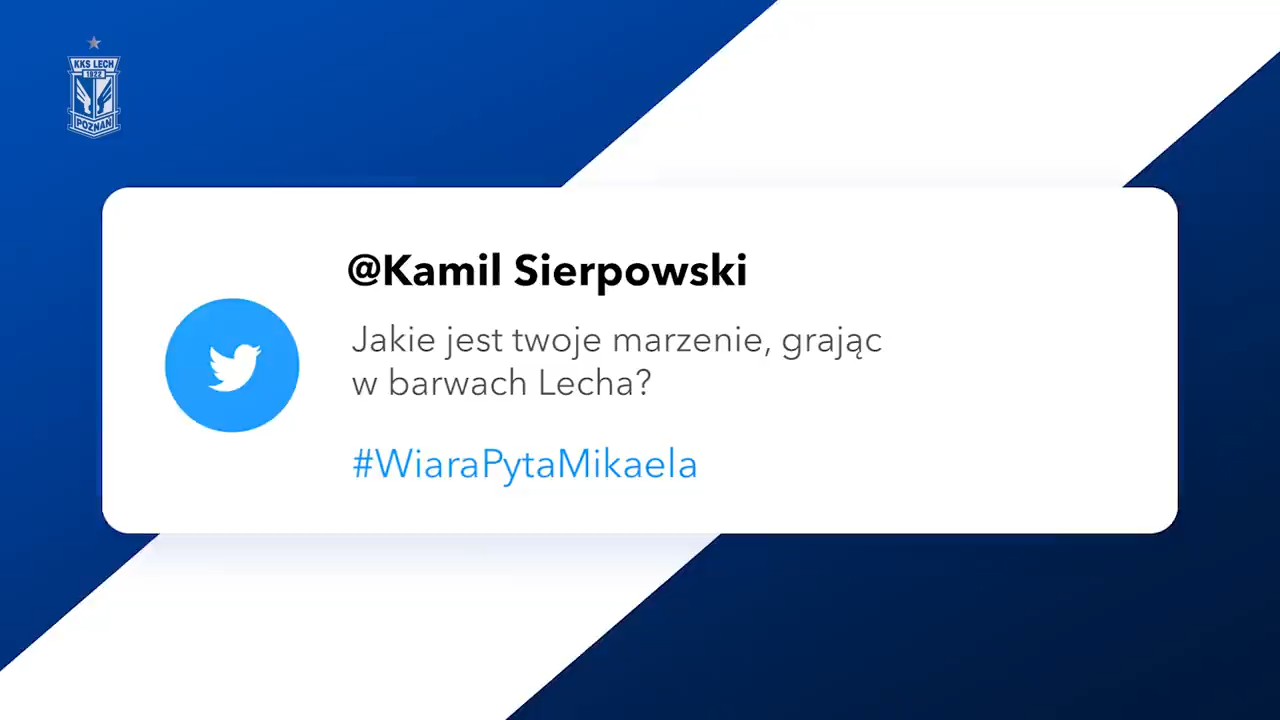 KKS LECH
1922
POZNAŃ
@Kamil Sierpowski
Jakie jest twoje marzenie, grając
w barwach Lecha?
#WiaraPytaMikaela